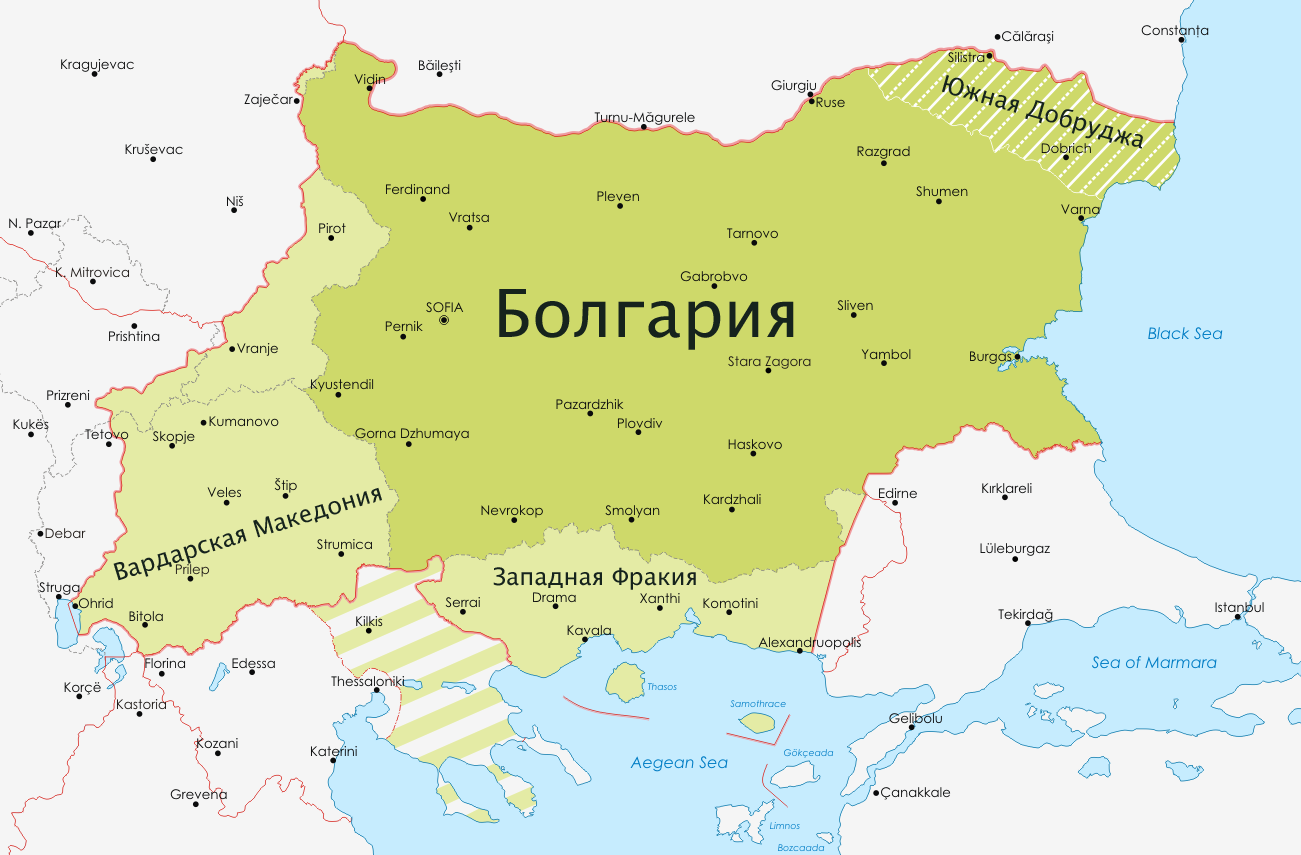 Călăraşi
Constanţa
Kragujevac
Băileşti
Silistra
Vidin
Giurgiu
Zaječar
Ruse
Южная Добруджа
Turnu-Măgurele
Kruševac
Razgrad
Dobrich
Ferdinand
Pleven
Shumen
Niš
Vratsa
Varna
N. Pazar
Pirot
Tarnovo
K. Mitrovica
Gabrobvo
SOFIA
Болгария
Sliven
Pernik
Prishtina
Black Sea
Vranje
Stara Zagora
Yambol
Burgas
Kyustendil
Prizreni
Pazardzhik
Kumanovo
Kukës
Plovdiv
Tetovo
Skopje
Gorna Dzhumaya
Haskovo
Štip
Veles
Edirne
Kırklareli
Kardzhali
Вардарская Македония
Nevrokop
Smolyan
Debar
Strumica
Lüleburgaz
Prilep
Западная Фракия
Struga
Ohrid
Serrai
Drama
Xanthi
Komotini
Bitola
Istanbul
Kilkis
Tekirdağ
Kavala
Alexandruopolis
Florina
Edessa
Sea of Marmara
Thessaloniki
Korçë
Thasos
Kastoria
Samothrace
Gelibolu
Kozani
Katerini
Gökçeada
Aegean Sea
Grevena
Çanakkale
Limnos
Bozcaada